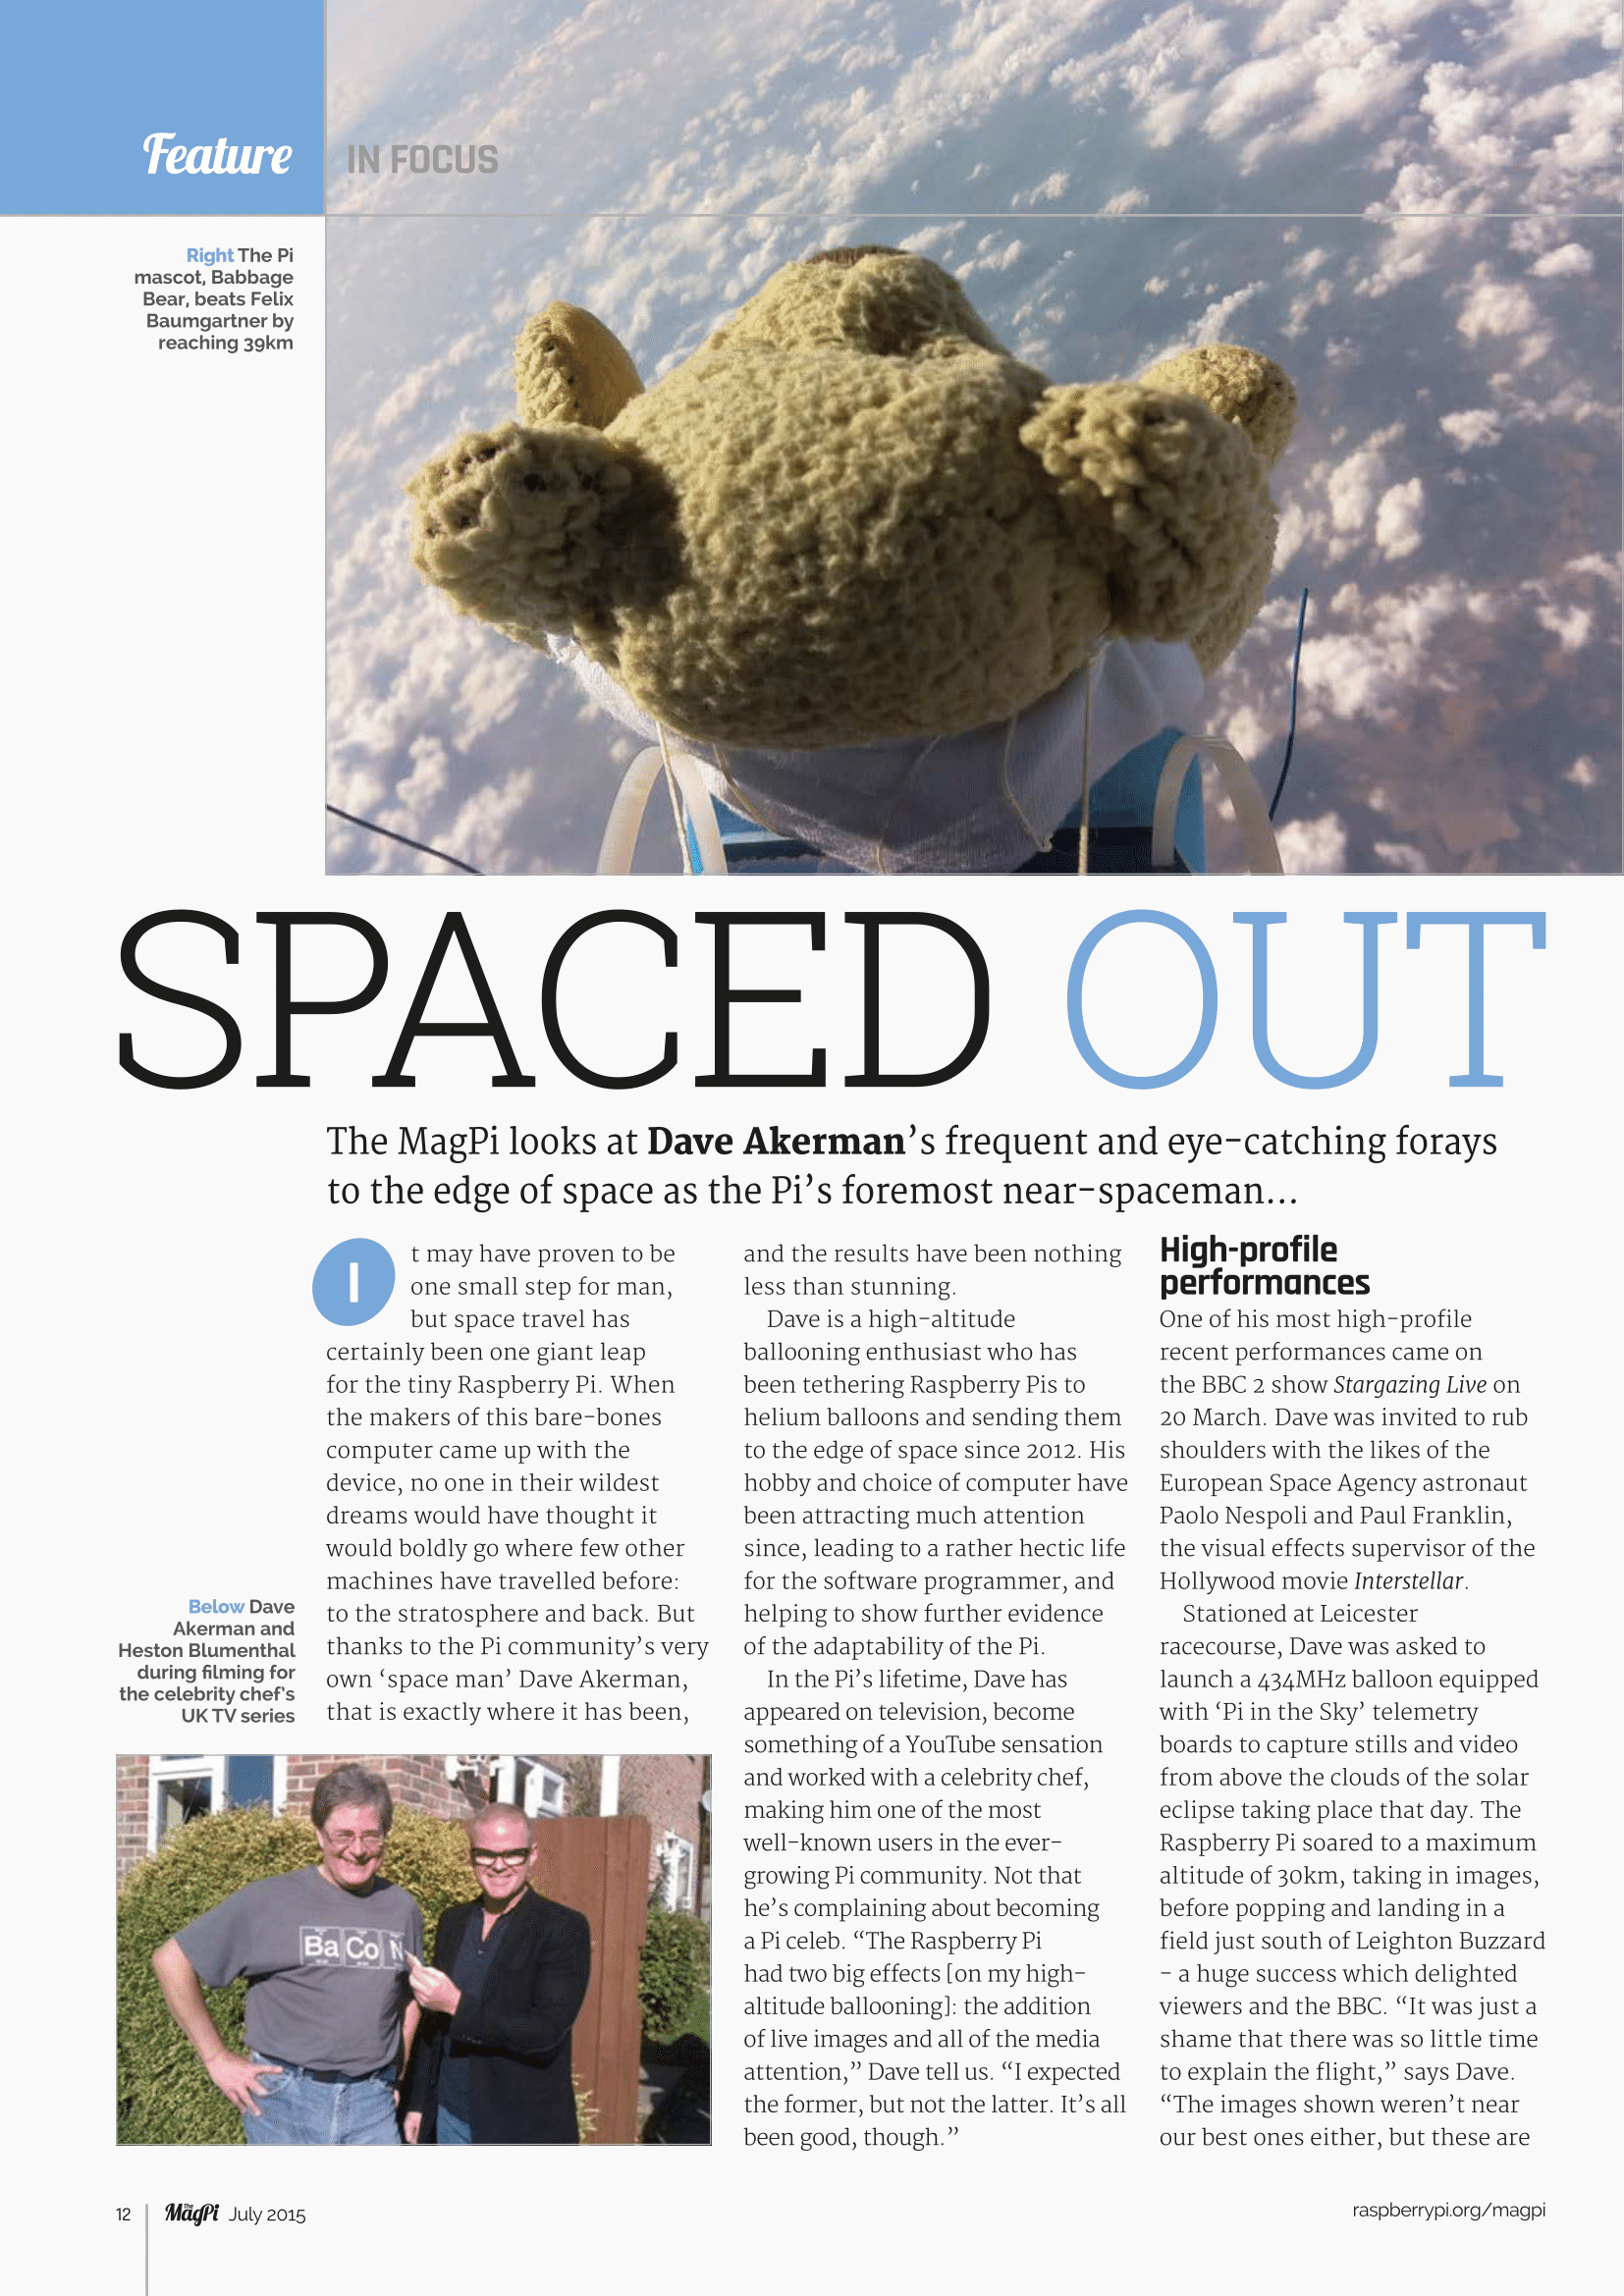 Feature
IN FOCUS
Right The Pi
mascot, Babbage
Bear, beats Felix
Baumgartner by
reaching 39km
SPACED OUT
The MagPi looks at Dave Akerman’s frequent and eye-catching forays
to the edge of space as the Pi’s foremost near-spaceman...
It may have proven to be
one small step for man,
but space travel has
certainly been one giant leap
for the tiny Raspberry Pi. When
the makers of this bare-bones
computer came up with the
device, no one in their wildest
dreams would have thought it
would boldly go where few other
machines have travelled before:
to the stratosphere and back. But
thanks to the Pi community’s very
own ‘space man’ Dave Akerman,
that is exactly where it has been,
and the results have been nothing
less than stunning.
Dave is a high-altitude
ballooning enthusiast who has
been tethering Raspberry Pis to
helium balloons and sending them
to the edge of space since 2012. His
hobby and choice of computer have
been attracting much attention
since, leading to a rather hectic life
for the software programmer, and
helping to show further evidence
of the adaptability of the Pi.
In the Pi’s lifetime, Dave has
appeared on television, become
something of a YouTube sensation
and worked with a celebrity chef,
making him one of the most
well-known users in the ever-
growing Pi community. Not that
he’s complaining about becoming
a Pi celeb. “The Raspberry Pi
had two big effects [on my high-
altitude ballooning]: the addition
of live images and all of the media
attention,” Dave tell us. “I expected
the former, but not the latter. It’s all
been good, though.”
High-profile
performances
One of his most high-profile
recent performances came on
the BBC 2 show Stargazing Live on
20 March. Dave was invited to rub
shoulders with the likes of the
European Space Agency astronaut
Paolo Nespoli and Paul Franklin,
the visual effects supervisor of the
Hollywood movie Interstellar.
Stationed at Leicester
racecourse, Dave was asked to
launch a 434MHz balloon equipped
with ‘Pi in the Sky’ telemetry
boards to capture stills and video
from above the clouds of the solar
eclipse taking place that day. The
Raspberry Pi soared to a maximum
altitude of 30km, taking in images,
before popping and landing in a
field just south of Leighton Buzzard
– a huge success which delighted
viewers and the BBC. “It was just a
shame that there was so little time
to explain the flight,” says Dave.
“The images shown weren’t near
our best ones either, but these are
Below Dave
Akerman and
Heston Blumenthal
during filming for
the celebrity chef’s
UK TV series
Ba Co N
12
The MagPi July 2015
raspberrypi.org/magpi